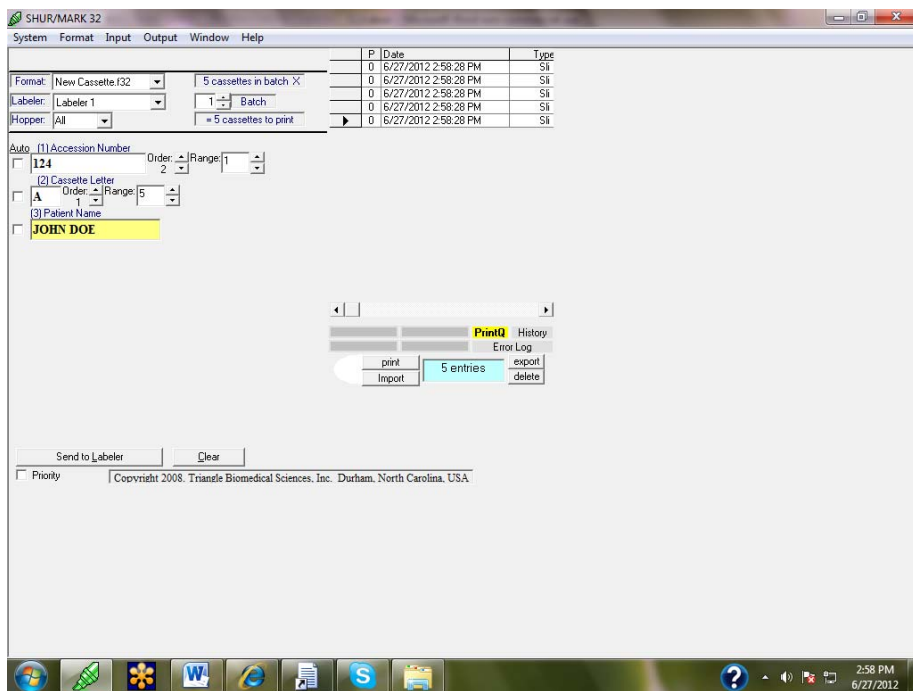 SHUR/MARK 32
System Format Input Output Window Help
P Date Type
0 6/27/2012 2:58:28 PM Sli
0 6/27/2012 2:58:28 PM Sli
0 6/27/2012 2:58:28 PM Sli
0 6/27/2012 2:58:28 PM Sli
0 6/27/2012 2:58:28 PM Sli
Format: New Cassette.f32 5 cassettes in batch X
Labeler: Labeler 1 1 Batch
Hopper: All = 5 cassettes to print
Auto (1) Accession Number
124 Order: 2 Range: 1
(2) Cassette Letter
A Order: 1 Range: 5
(3) Patient Name
JOHN DOE
PrintQ History
Error Log
print 5 entries export
Import delete
Send to Labeler Clear
Priority Copyright 2008. Triangle Biomedical Sciences, Inc. Durham, North Carolina, USA
2:58 PM
6/27/2012